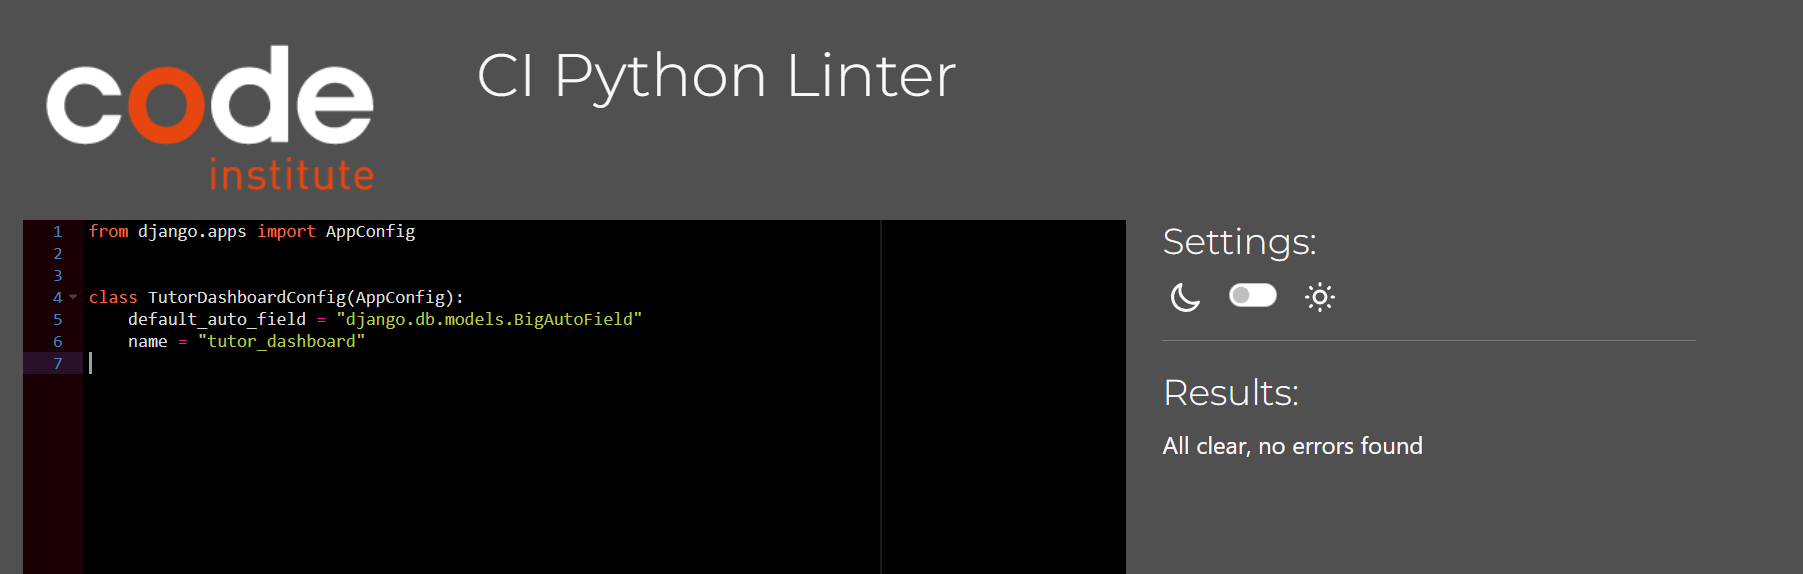 code
institute
CI Python Linter
1 from django.apps import AppConfig
2
3
4 class TutorDashboardConfig(AppConfig):
5     default_auto_field = "django.db.models.BigAutoField"
6     name = "tutor_dashboard"
7
Settings:
Results:
All clear, no errors found